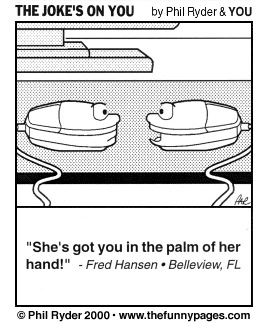 THE JOKE'S ON YOU by Phil Ryder & YOU
"She's got you in the palm of her
hand!" - Fred Hansen • Belleview, FL
© Phil Ryder 2000 • www.thefunnypages.com